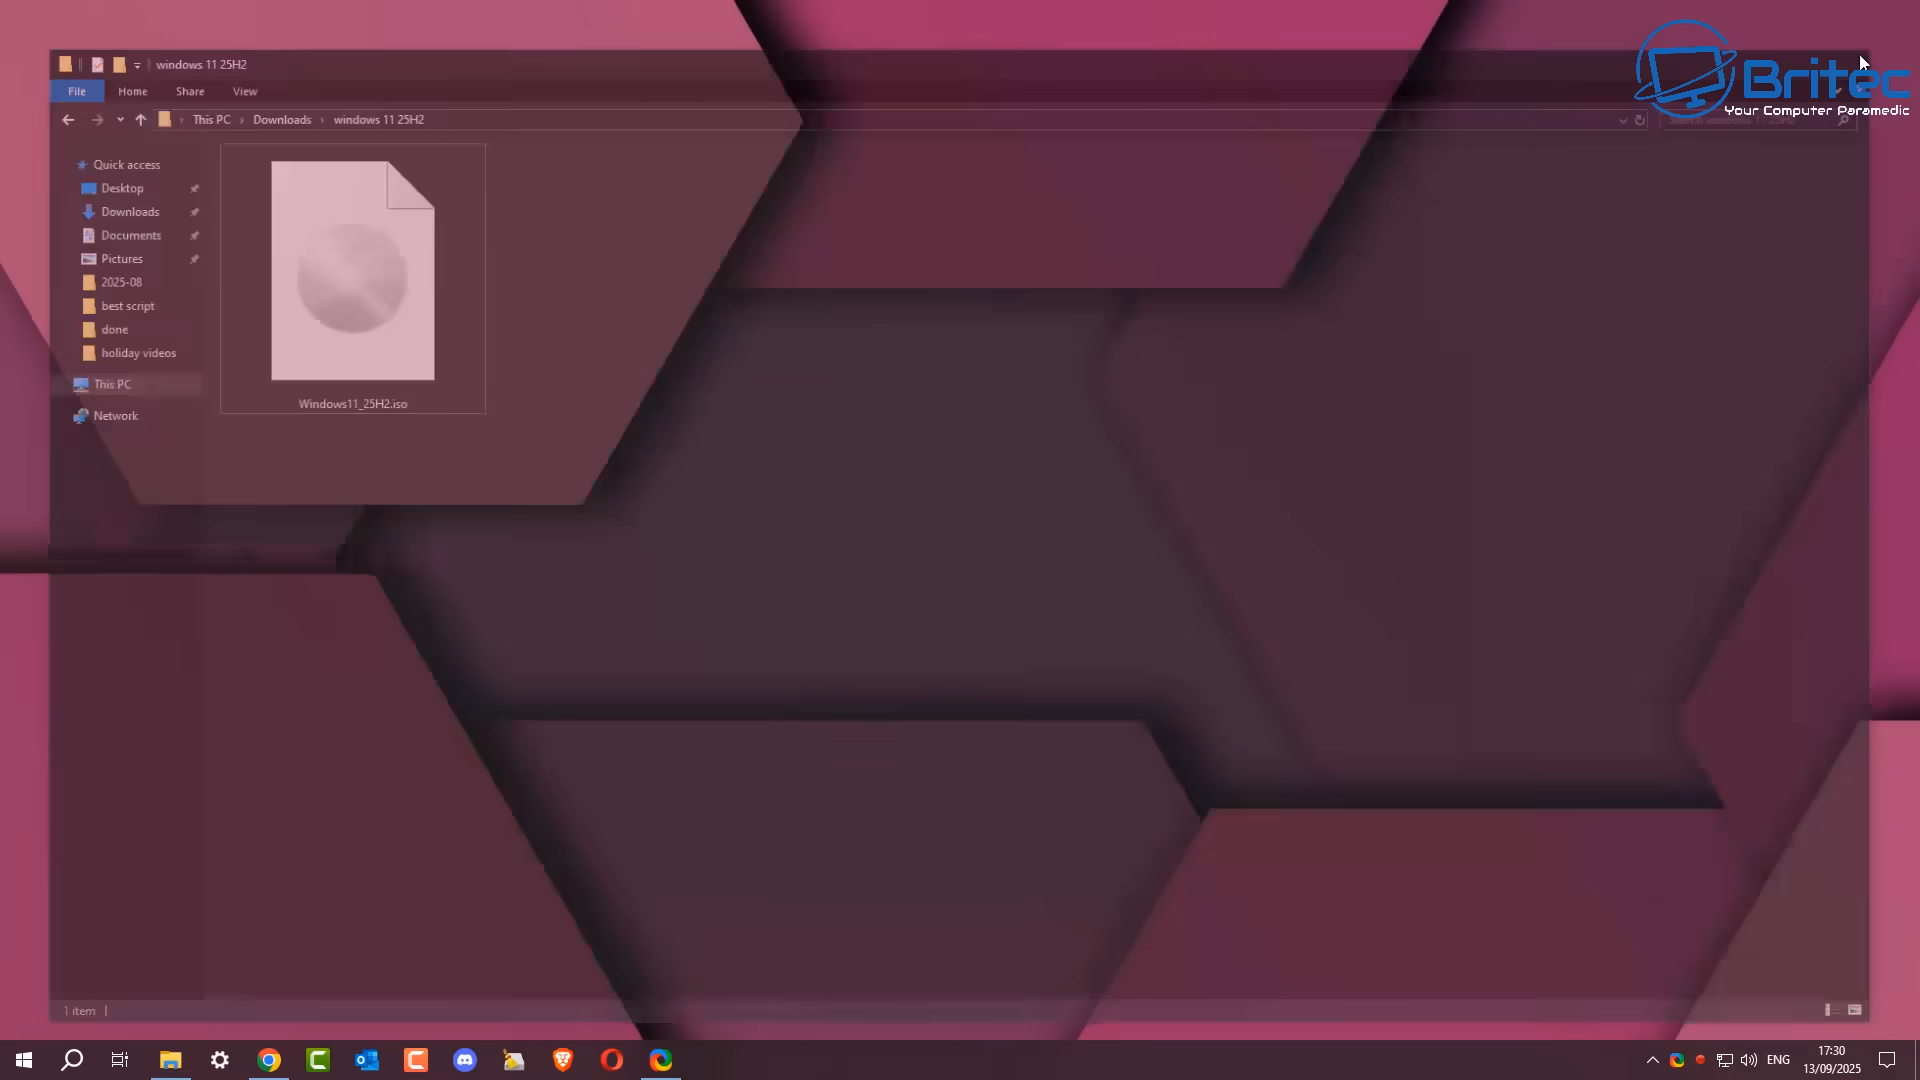 windows 11 25H2
Britec
Your Computer Paramedic
File
Home
Share
View
This PC
Downloads
windows 11 25H2
Quick access
Desktop
Downloads
Documents
Pictures
2025-08
best script
done
holiday videos
This PC
Network
Windows11_25H2.iso
1 item
ENG
17:30
13/09/2025